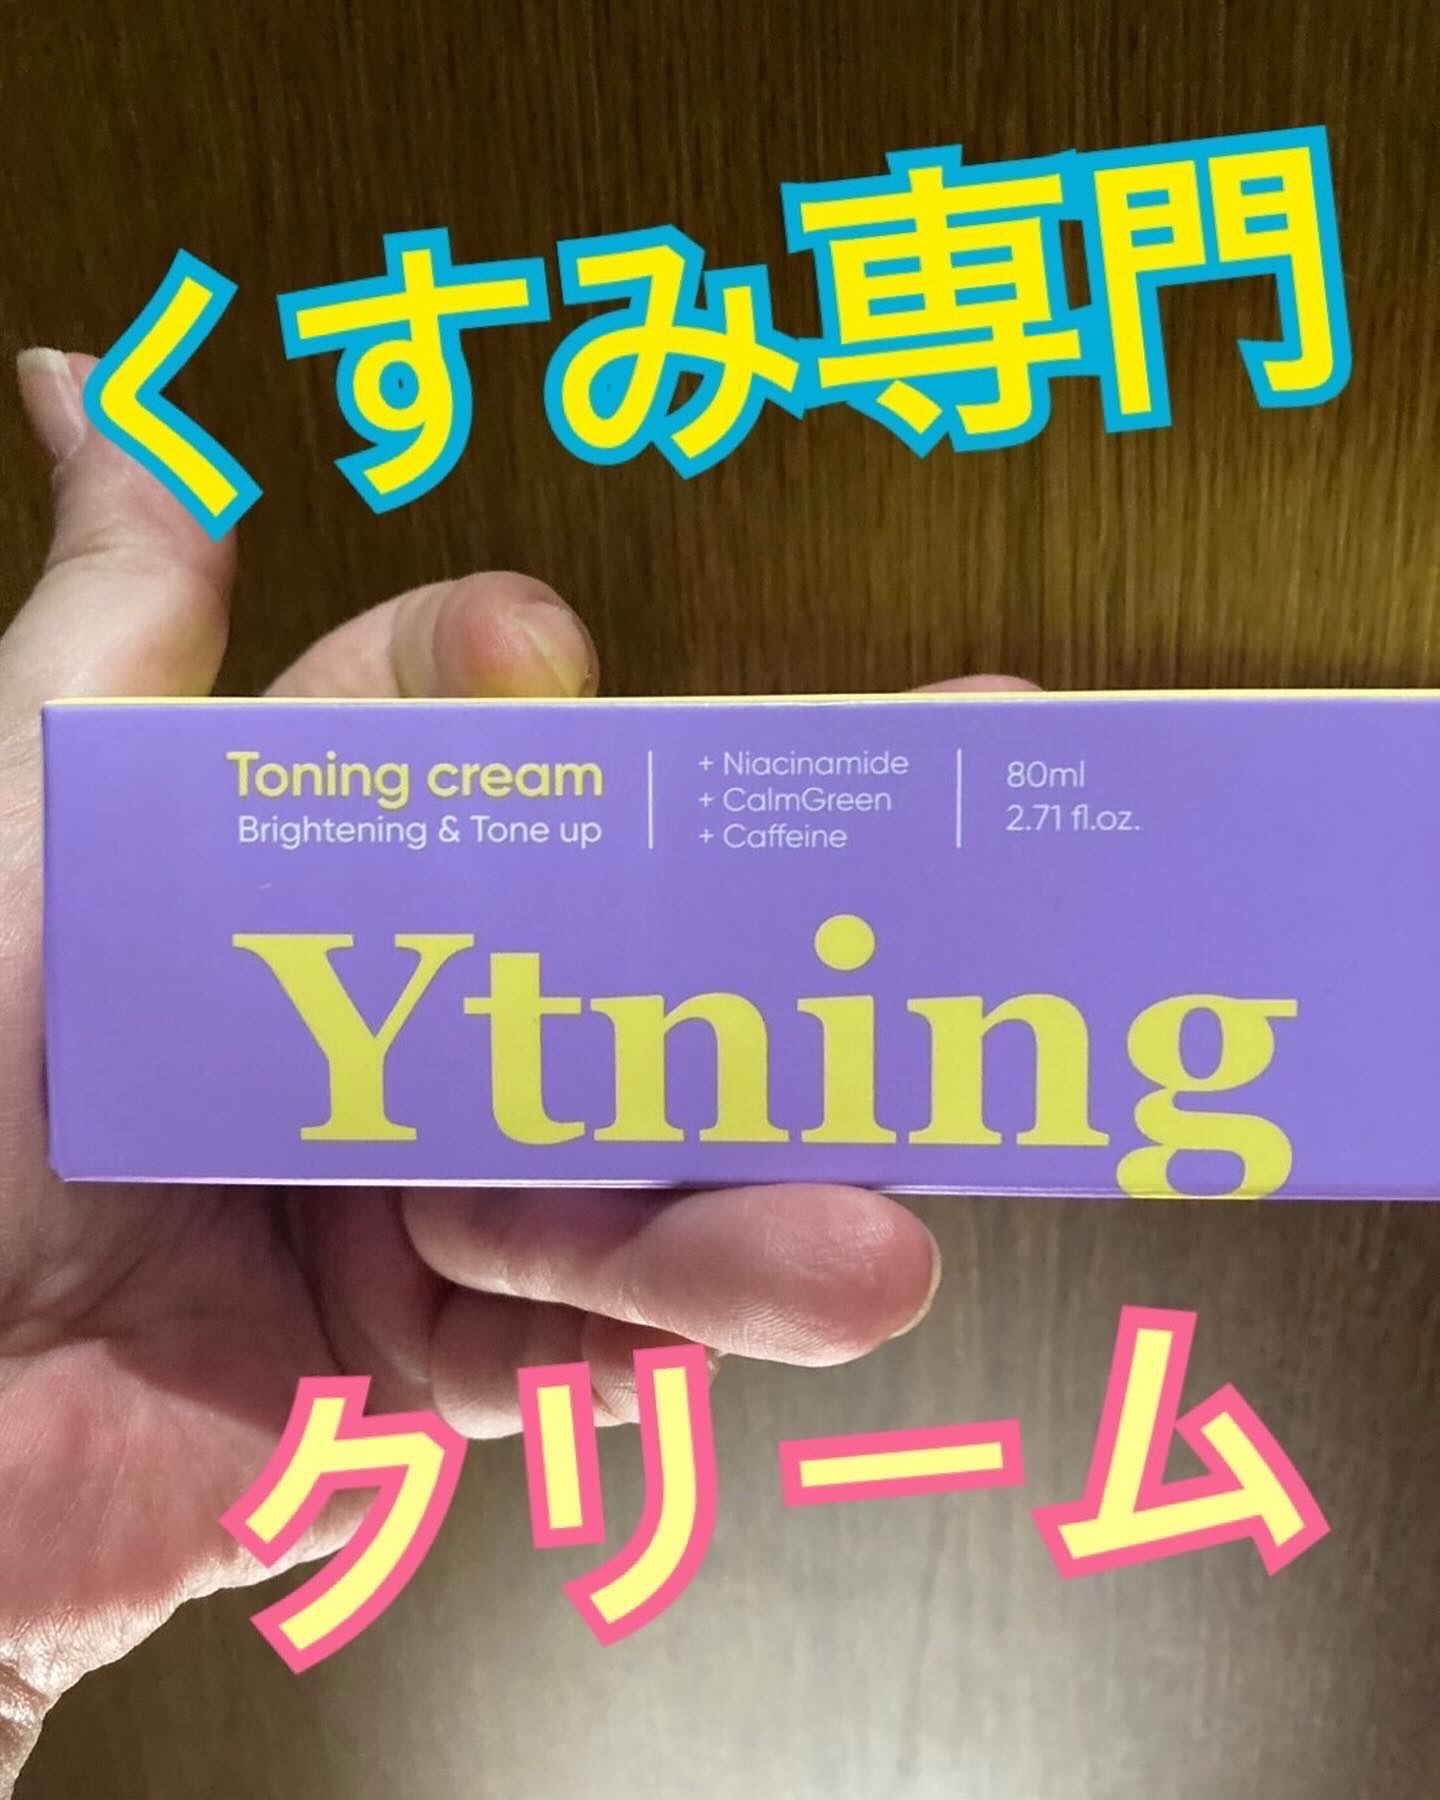 くすみ専門
Toning cream
Brightening & Tone up
+ Niacinamide
+ CalmGreen
+ Caffeine
80ml
2.71 fl.oz.
Ytning
クリーム